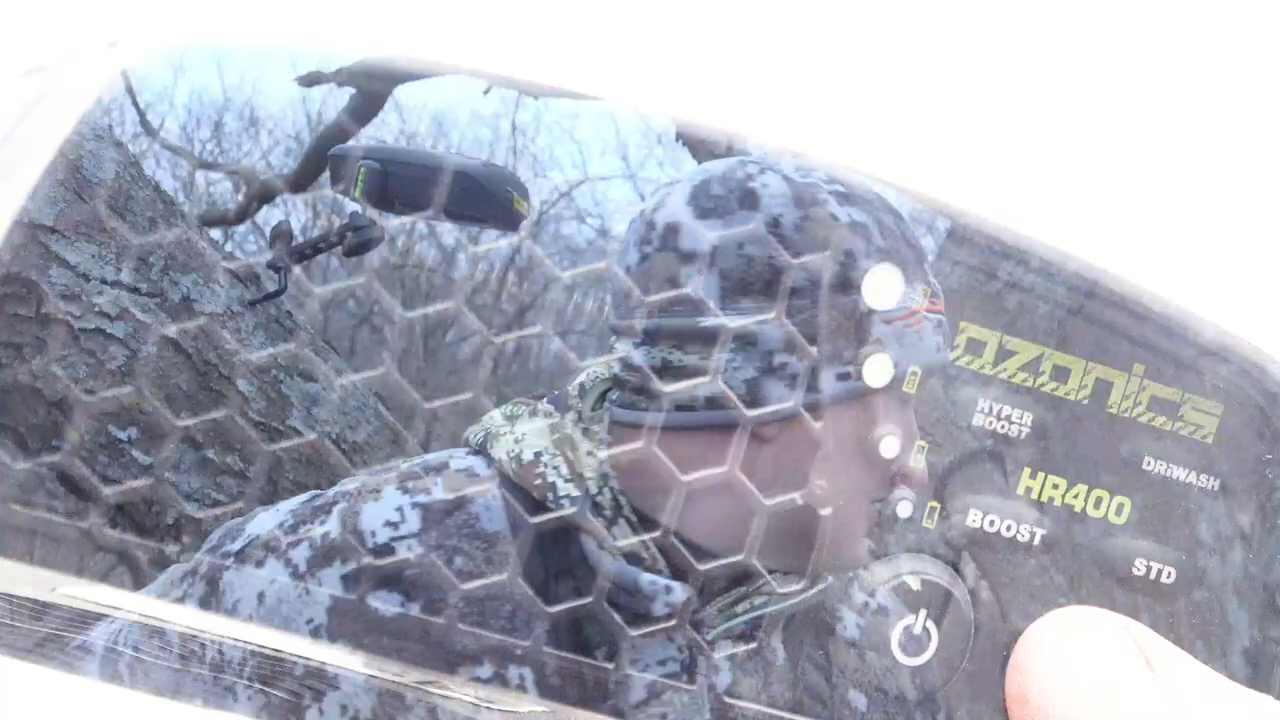 ozonics
HYPER
BOOST
DRiWASH
HR400
BOOST
STD